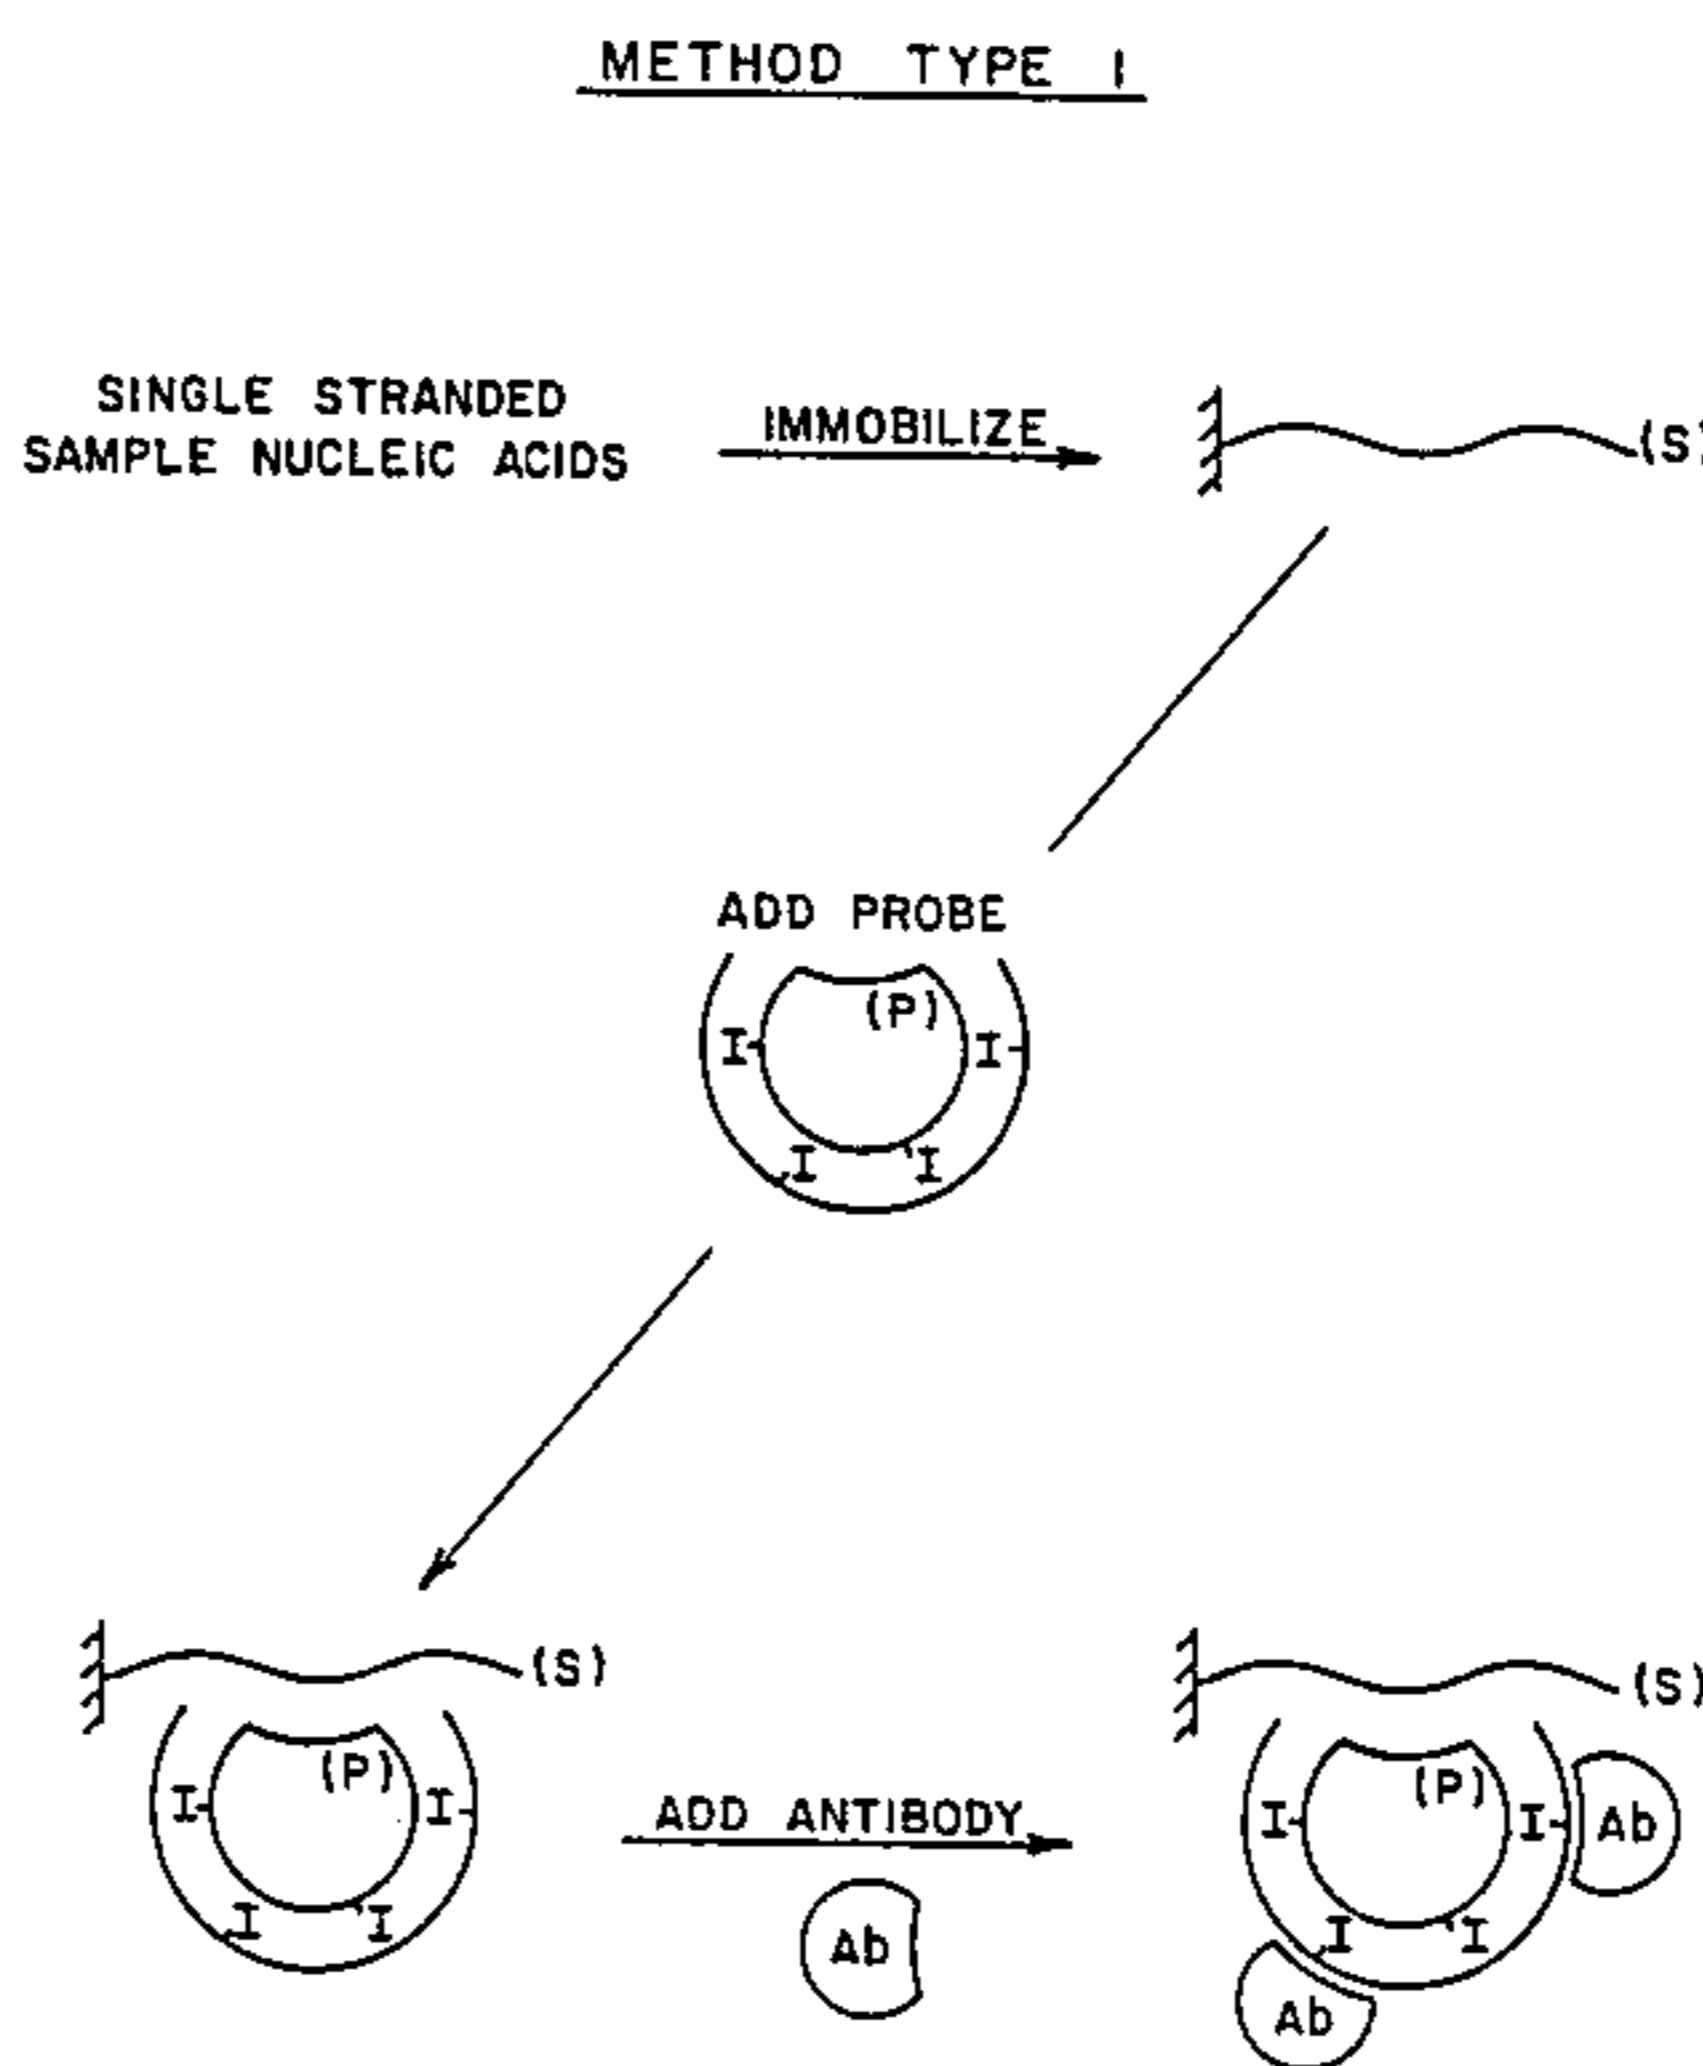 METHOD TYPE I
SINGLE STRANDED
SAMPLE NUCLEIC ACIDS
IMMOBILIZE
(S)
ADD PROBE
(P)
I
I
I
I
(S)
(P)
I
I
I
I
ADD ANTIBODY
Ab
(S)
(P)
I
I
Ab
I
I
Ab